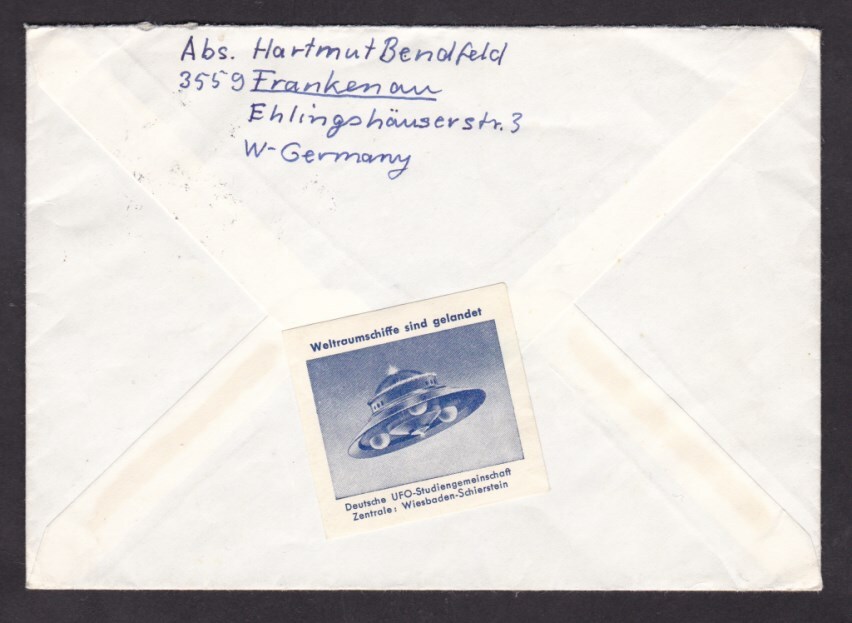 Abs. Hartmut Bendfeld
3559 Frankenau
Ehlingshäuserstr. 3
W-Germany
Weltraumschiffe sind gelandet
Deutsche UFO-Studiengemeinschaft
Zentrale: Wiesbaden-Schierstein